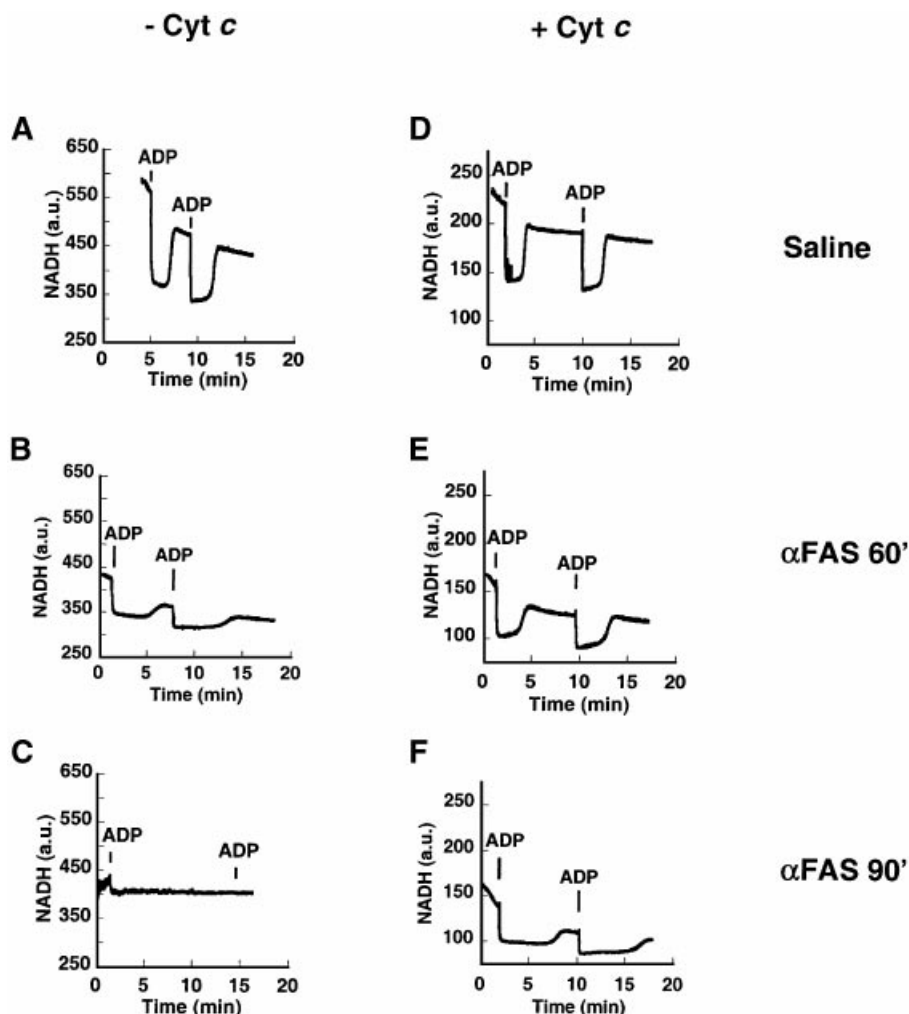 - Cyt c
+ Cyt c
A
650
550
450
350
250
NADH (a.u.)
ADP
ADP
0 5 10 15 20
Time (min)
D
250
200
150
100
NADH (a.u.)
ADP
ADP
0 5 10 15 20
Time (min)
Saline
B
650
550
450
350
250
NADH (a.u.)
ADP
ADP
0 5 10 15 20
Time (min)
E
250
200
150
100
NADH (a.u.)
ADP
ADP
0 5 10 15 20
Time (min)
αFAS 60'
C
650
550
450
350
250
NADH (a.u.)
ADP
ADP
0 5 10 15 20
Time (min)
F
250
200
150
100
NADH (a.u.)
ADP
ADP
0 5 10 15 20
Time (min)
αFAS 90'